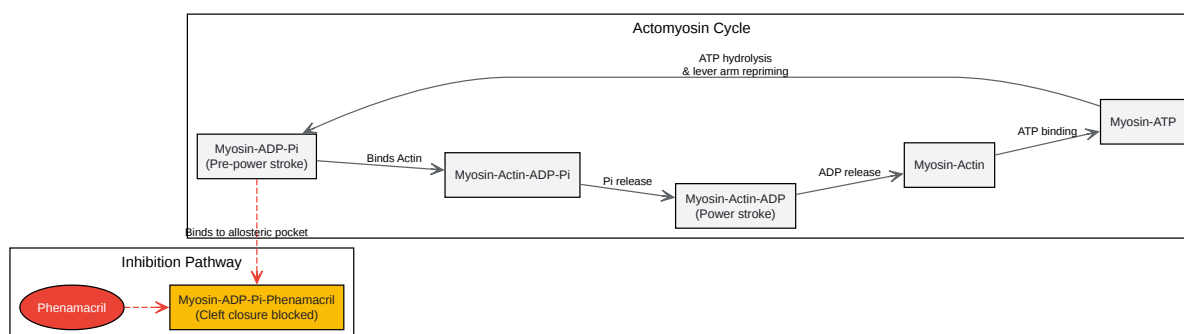 Actomyosin Cycle
ATP hydrolysis
& lever arm repriming
Myosin-ATP
ATP binding
Myosin-ADP-Pi
(Pre-power stroke)
Binds Actin
Myosin-Actin-ADP-Pi
Pi release
Myosin-Actin-ADP
(Power stroke)
ADP release
Myosin-Actin
Binds to allosteric pocket
Inhibition Pathway
Phenamacril
Myosin-ADP-Pi-Phenamacril
(Cleft closure blocked)